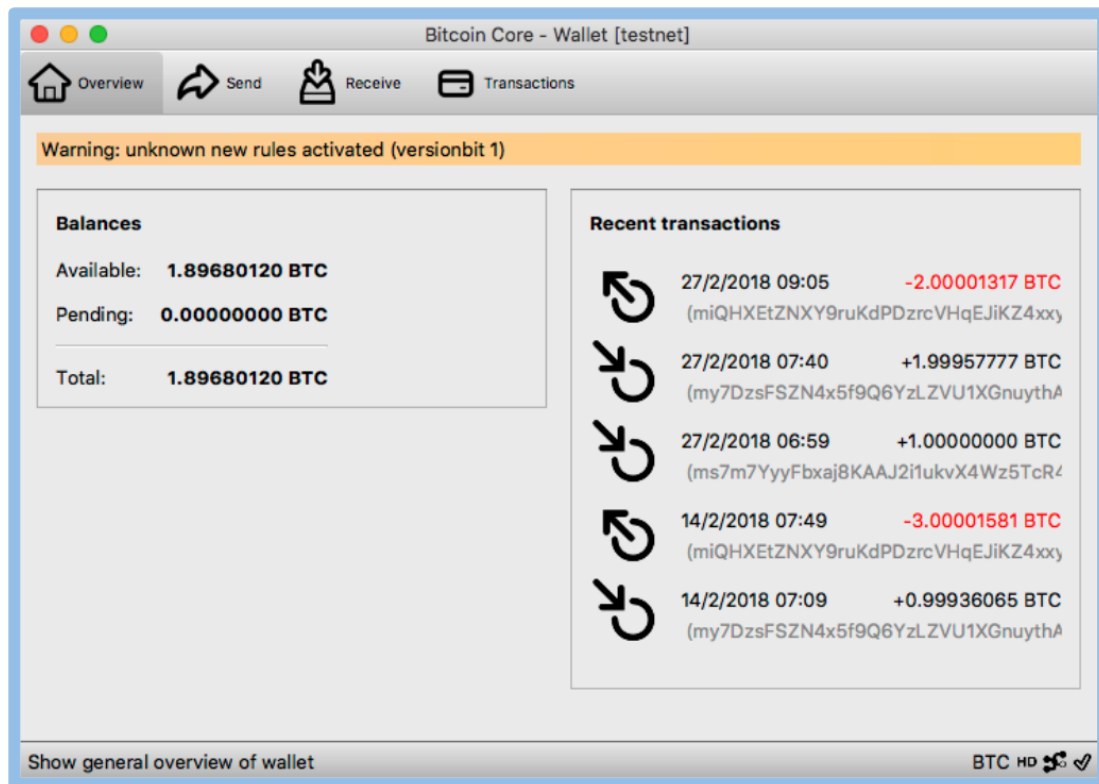 Bitcoin Core - Wallet [testnet]
Overview Send Receive Transactions
Warning: unknown new rules activated (versionbit 1)
Balances
Available: 1.89680120 BTC
Pending: 0.00000000 BTC
Total: 1.89680120 BTC
Recent transactions
27/2/2018 09:05 -2.00001317 BTC
(miQHXEtZNXY9ruKdPDzrcVHqEJiKZ4xxy
27/2/2018 07:40 +1.99957777 BTC
(my7DzsFSZN4x5f9Q6YzLZVU1XGnuythA
27/2/2018 06:59 +1.00000000 BTC
(ms7m7YyyFbxaj8KAAJ2i1ukvX4Wz5TcR4
14/2/2018 07:49 -3.00001581 BTC
(miQHXEtZNXY9ruKdPDzrcVHqEJiKZ4xxy
14/2/2018 07:09 +0.99936065 BTC
(my7DzsFSZN4x5f9Q6YzLZVU1XGnuythA
Show general overview of wallet BTC HD